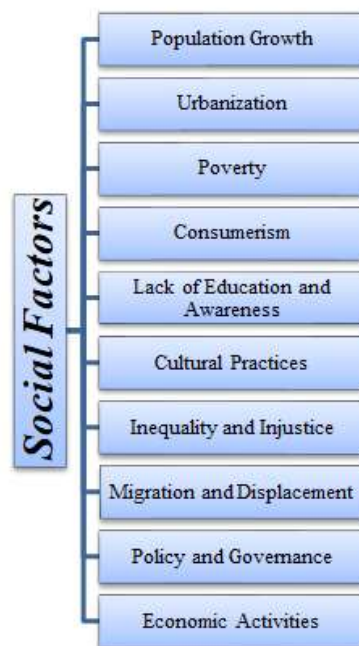 Social Factors
Population Growth
Urbanization
Poverty
Consumerism
Lack of Education and
Awareness
Cultural Practices
Inequality and Injustice
Migration and Displacement
Policy and Governance
Economic Activities